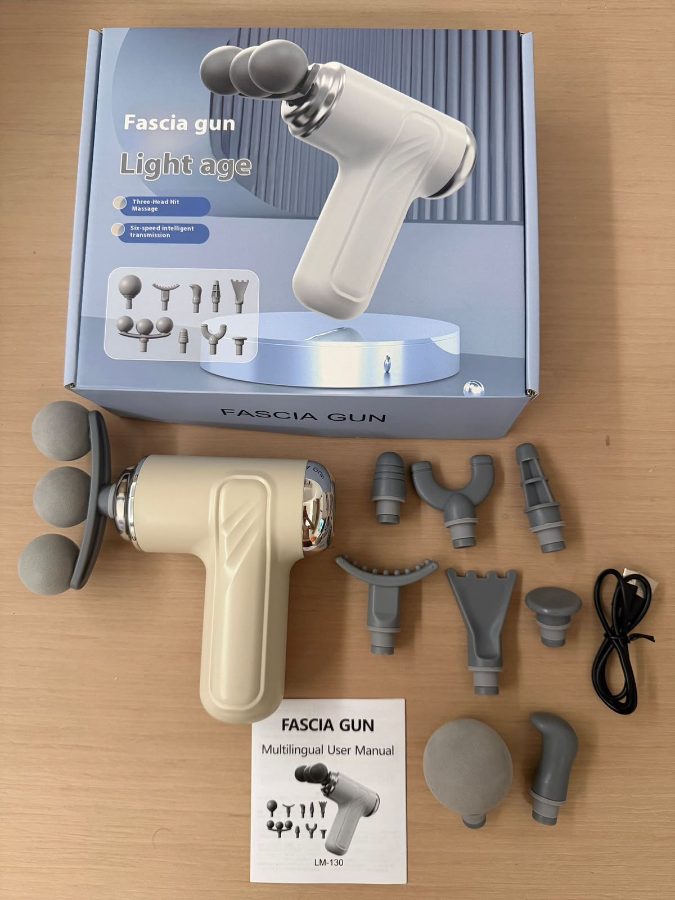 Fascia gun
Light age
Three-Head Hit
Massage
Six-speed intelligent
transmission
FASCIA GUN
FASCIA GUN
Multilingual User Manual
LM-130